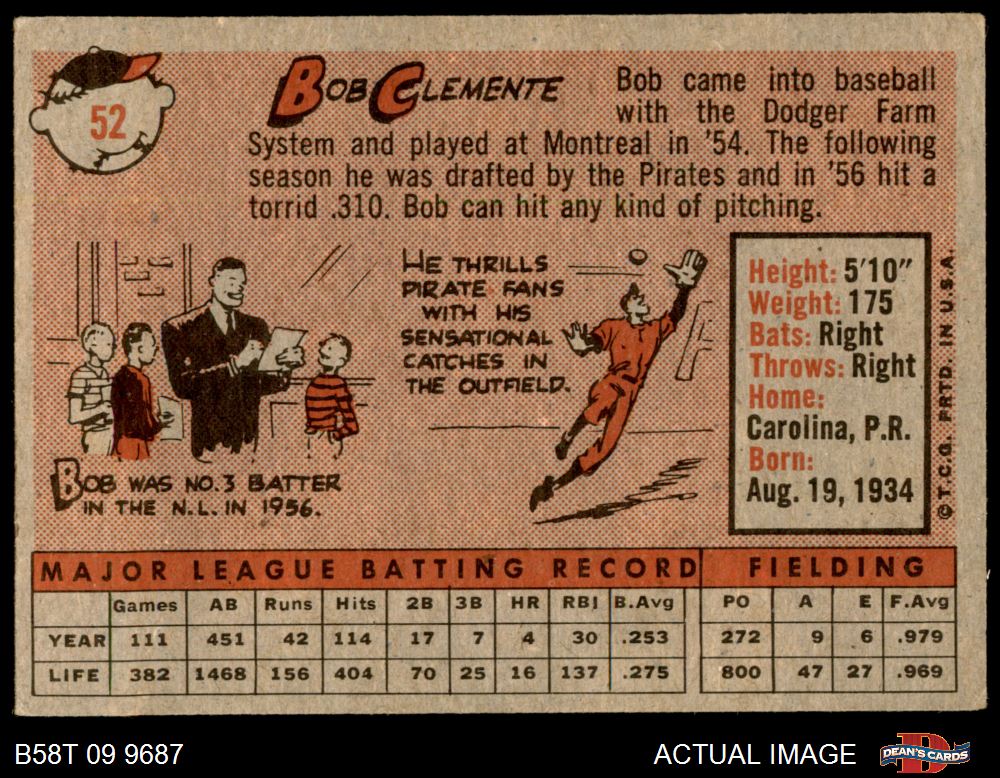 52
BOB CLEMENTE
Bob came into baseball
with the Dodger Farm
System and played at Montreal in '54. The following
season he was drafted by the Pirates and in '56 hit a
torrid .310. Bob can hit any kind of pitching.
BOB WAS NO.3 BATTER
IN THE N.L. IN 1956.
HE THRILLS
PIRATE FANS
WITH HIS
SENSATIONAL
CATCHES IN
THE OUTFIELD.
Height: 5'10"
Weight: 175
Bats: Right
Throws: Right
Home:
Carolina, P.R.
Born:
Aug. 19, 1934
© T.C.G. PRTD. IN U.S.A.
MAJOR LEAGUE BATTING RECORD FIELDING
Games AB Runs Hits 2B 3B HR RBI B.Avg PO A E F.Avg
YEAR 111 451 42 114 17 7 4 30 .253 272 9 6 .979
LIFE 382 1468 156 404 70 25 16 137 .275 800 47 27 .969
B58T 09 9687 ACTUAL IMAGE D DEAN'S CARDS